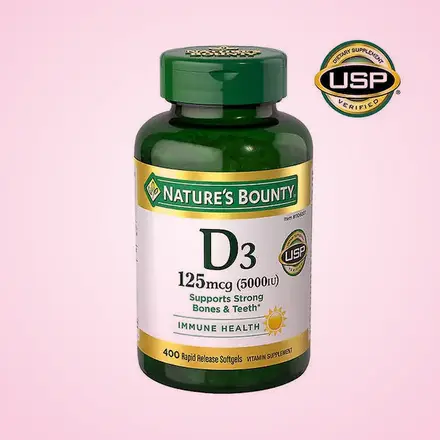 DIETARY SUPPLEMENT
USP
VERIFIED
NATURE'S BOUNTY®
D3
USP
125mcg (5000IU)
Supports Strong
Bones & Teeth*
IMMUNE HEALTH
400 Rapid Release Softgels VITAMIN SUPPLEMENT